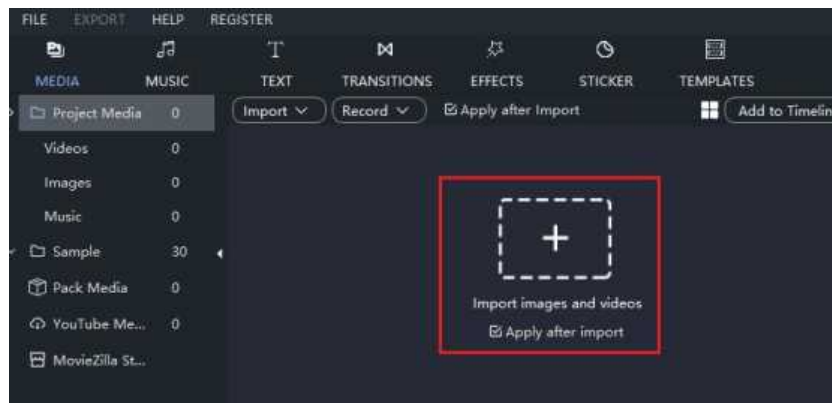 FILE EXPORT HELP REGISTER
MEDIA MUSIC TEXT TRANSITIONS EFFECTS STICKER TEMPLATES
Project Media 0
Import Record Apply after Import Add to Timelin
Videos 0
Images 0
Music 0
Sample 30
Pack Media 0
YouTube Me... 0
MovieZilla St...
Import images and videos
Apply after import